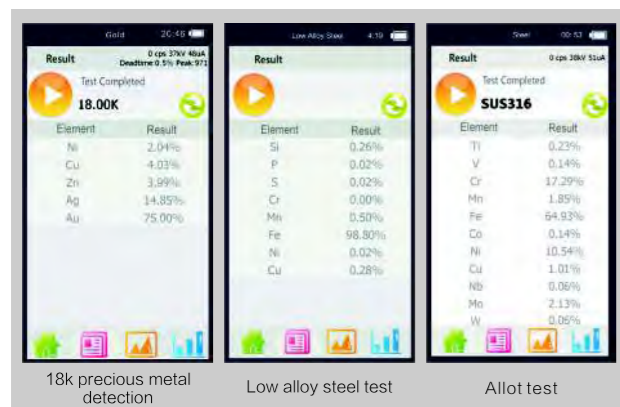 Gold 20:46
Result 0 cps 37kV 48uA
Deadtime 0.5% Peak:971
Test Completed
18.00K
Element Result
Ni 2.04%
Cu 4.03%
Zn 3.99%
Ag 14.85%
Au 75.00%
18k precious metal
detection
Low Alloy Steel 4:19
Result
Element Result
Si 0.26%
P 0.02%
S 0.02%
Cr 0.00%
Mn 0.50%
Fe 98.80%
Ni 0.02%
Cu 0.28%
Low alloy steel test
Steel 00:53
Result 0 cps 38kV 51uA
Test Completed
SUS316
Element Result
Ti 0.23%
V 0.14%
Cr 17.29%
Mn 1.85%
Fe 64.93%
Co 0.14%
Ni 10.54%
Cu 1.01%
Nb 0.06%
Mo 2.13%
W 0.05%
Allot test